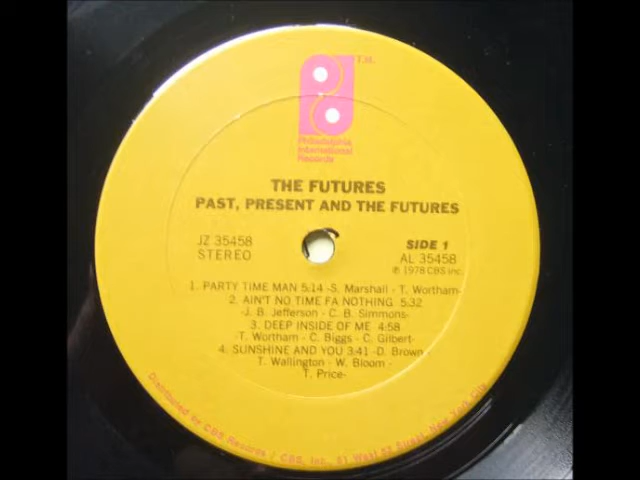 T.M.
Philadelphia
International
Records
THE FUTURES
PAST, PRESENT AND THE FUTURES
JZ 35458
STEREO
SIDE 1
AL 35458
℗ 1978 CBS Inc.
1. PARTY TIME MAN 5:14 -S. Marshall - T. Wortham-
2. AIN'T NO TIME FA NOTHING 5:32
-J. B. Jefferson - C. B. Simmons-
3. DEEP INSIDE OF ME 4:58
-T. Wortham - C. Biggs - C. Gilbert-
4. SUNSHINE AND YOU 3:41 -D. Brown
T. Wallington - W. Bloom -
T. Price-
Distributed by CBS Records / CBS, Inc. 51 West 52 Street, New York City